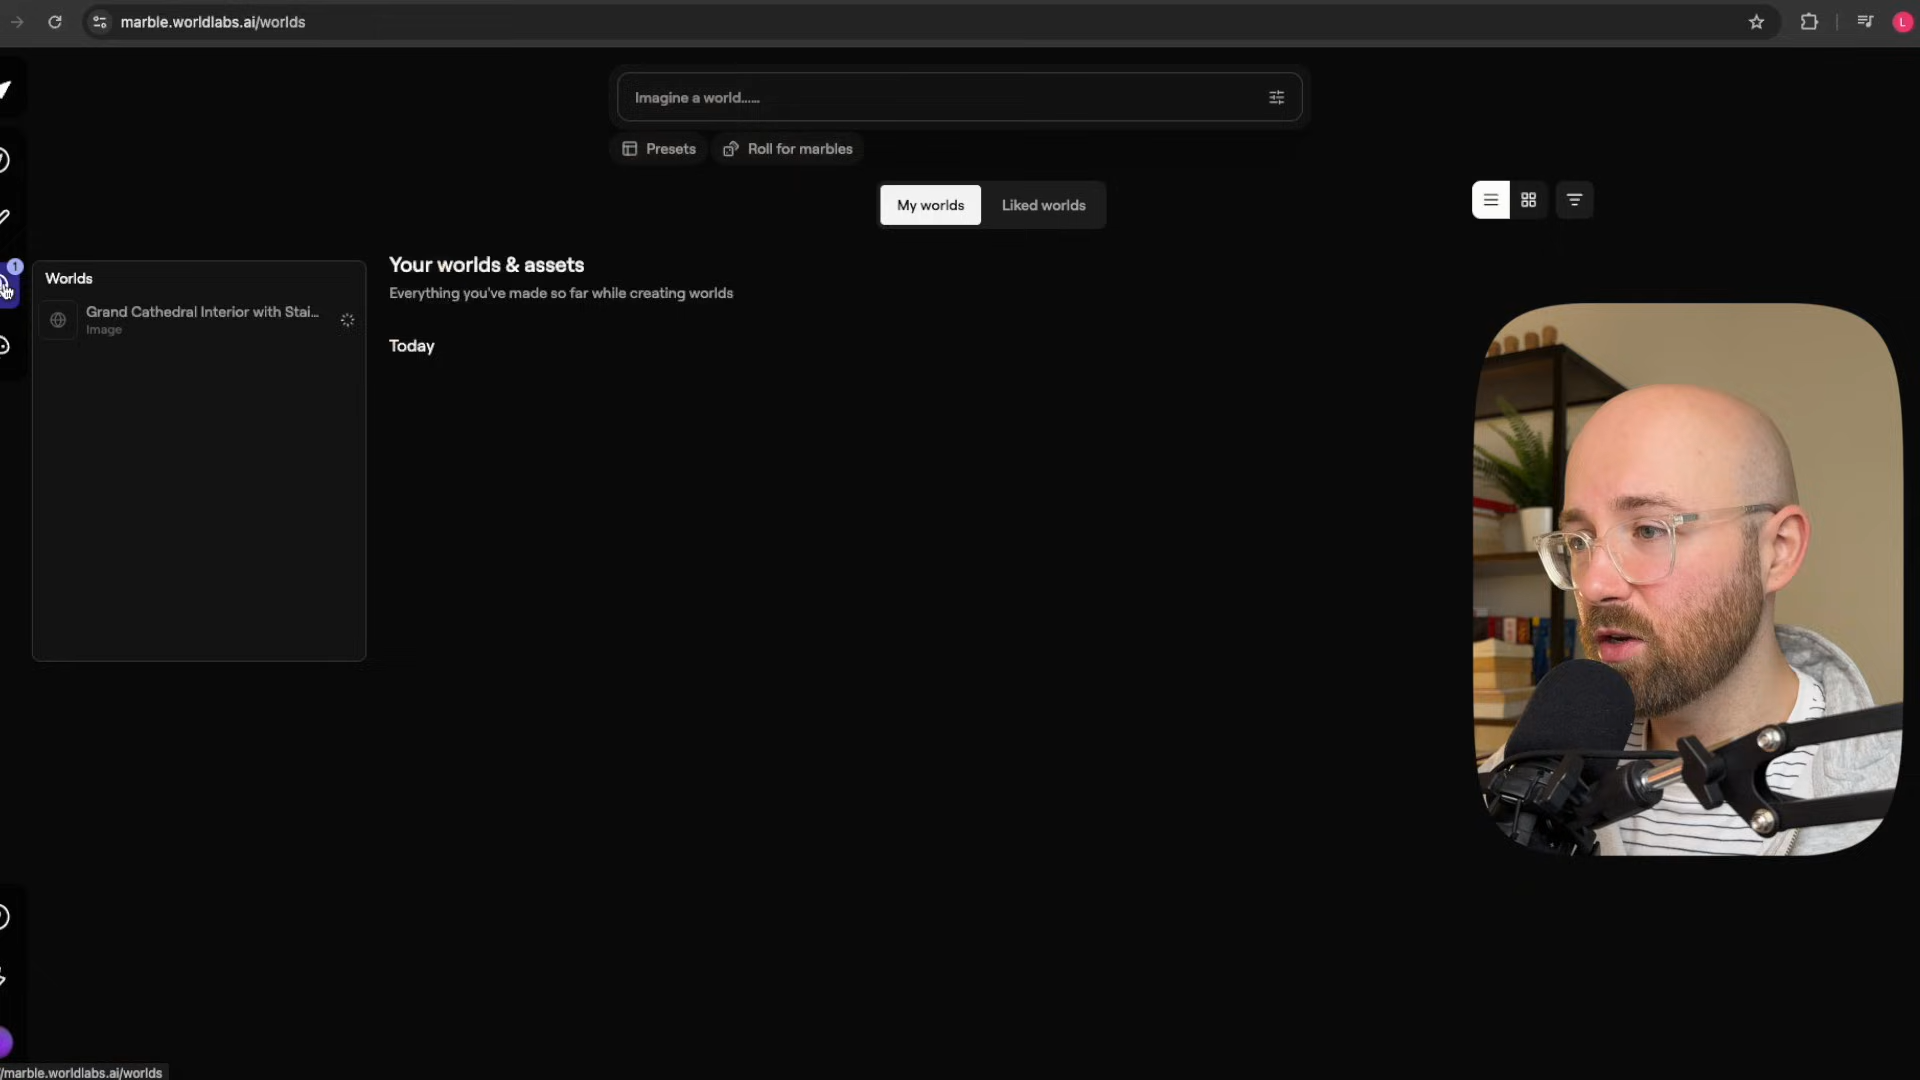 marble.worldlabs.ai/worlds
L
Imagine a world......
Presets
Roll for marbles
My worlds
Liked worlds
1
Worlds
Grand Cathedral Interior with Stai...
Image
Your worlds & assets
Everything you've made so far while creating worlds
Today
/marble.worldlabs.ai/worlds